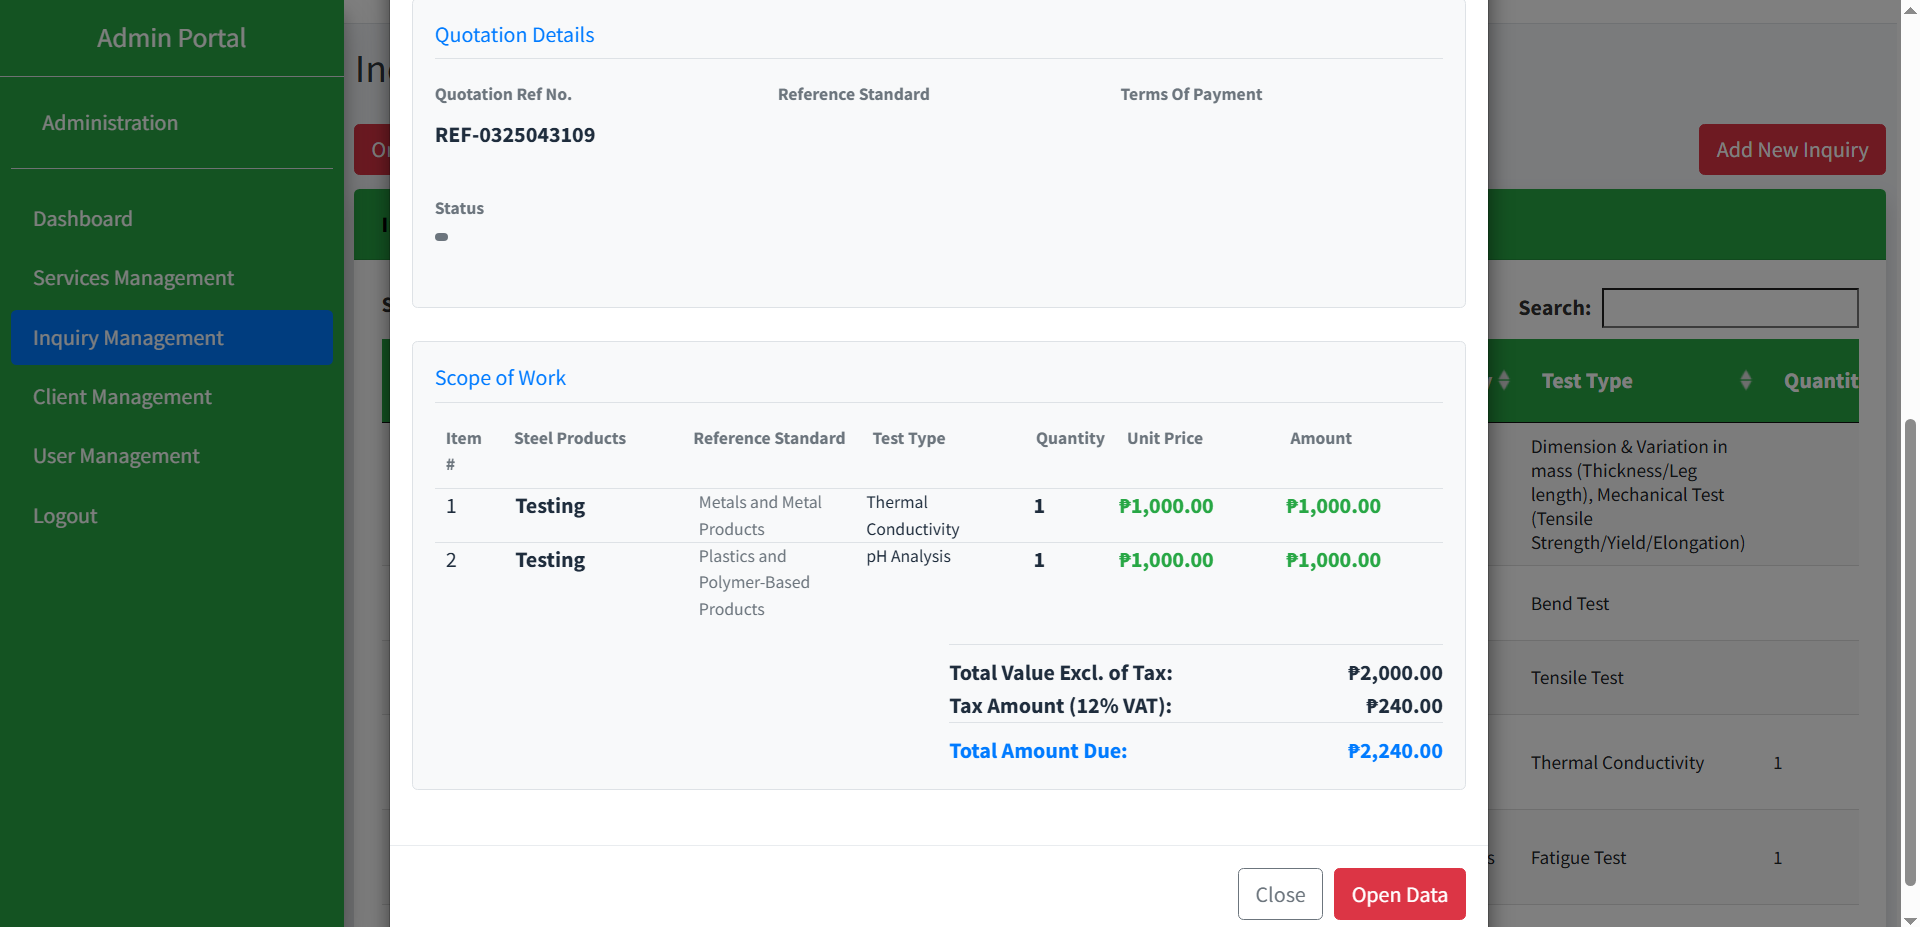 Admin Portal
Administration
Dashboard
Services Management
Inquiry Management
Client Management
User Management
Logout
Add New Inquiry
Search:
Test Type
Dimension & Variation in
mass (Thickness/Leg
length), Mechanical Test
(Tensile
Strength/Yield/Elongation)
Bend Test
Tensile Test
Thermal Conductivity 1
Fatigue Test 1
Quotation Details
Quotation Ref No. Reference Standard Terms Of Payment
REF-0325043109
Status
Scope of Work
Item Steel Products Reference Standard Test Type Quantity Unit Price Amount
#
1 Testing Metals and Metal Thermal 1 ₱1,000.00 ₱1,000.00
Products Conductivity
2 Testing Plastics and pH Analysis 1 ₱1,000.00 ₱1,000.00
Polymer-Based
Products
Total Value Excl. of Tax: ₱2,000.00
Tax Amount (12% VAT): ₱240.00
Total Amount Due: ₱2,240.00
Close Open Data